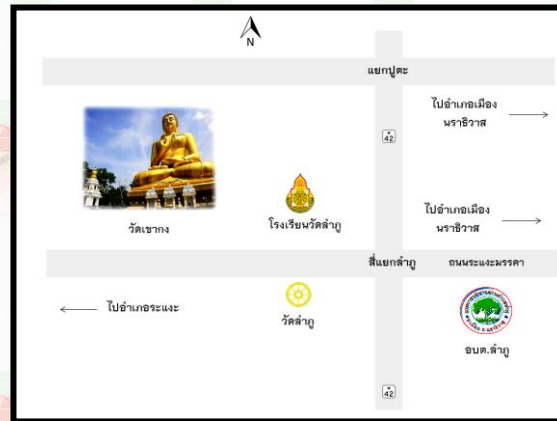 N
แยกปูตะ
ไปอำเภอเมือง
นราธิวาส
42
วัดเขากง
โรงเรียนวัดลำภู
ไปอำเภอเมือง
นราธิวาส
สี่แยกลำภู
ถนนระแงะมรรคา
ไปอำเภอระแงะ
วัดลำภู
อบต.ลำภู
42